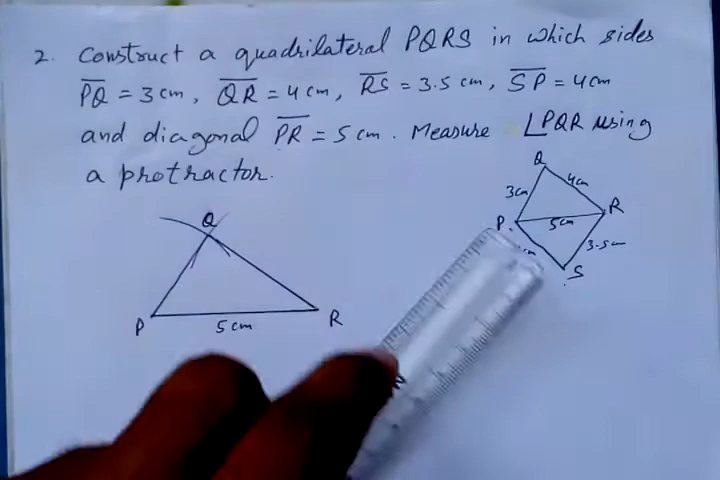 2. Construct a quadrilateral PQRS in which sides
PQ = 3 cm, QR = 4 cm, RS = 3.5 cm, SP = 4 cm
and diagonal PR = 5 cm. Measure ∠PQR using
a protractor.
Q
3cm
4cm
P
5cm
R
3.5cm
cm
S
Q
P
5 cm
R